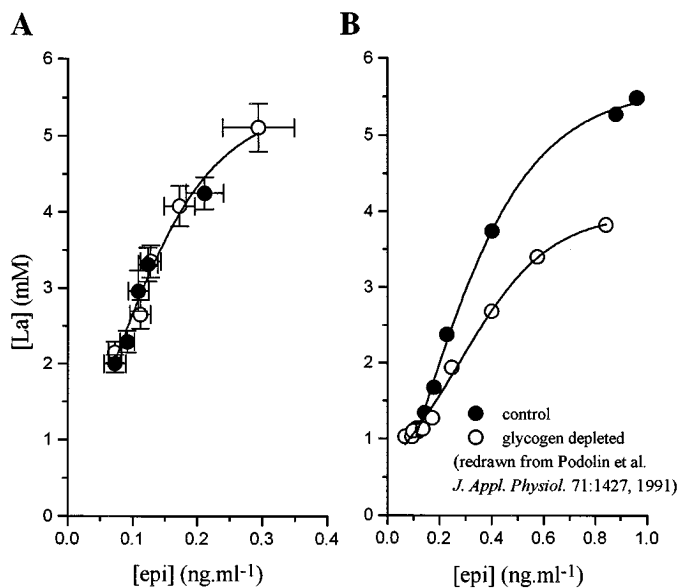 A
B
6
5
4
3
2
1
0
[La] (mM)
0.0 0.1 0.2 0.3 0.4
[epi] (ng.ml-1)
6
5
4
3
2
1
0
control
glycogen depleted
(redrawn from Podolin et al.
J. Appl. Physiol. 71:1427, 1991)
0.0 0.2 0.4 0.6 0.8 1.0
[epi] (ng.ml-1)